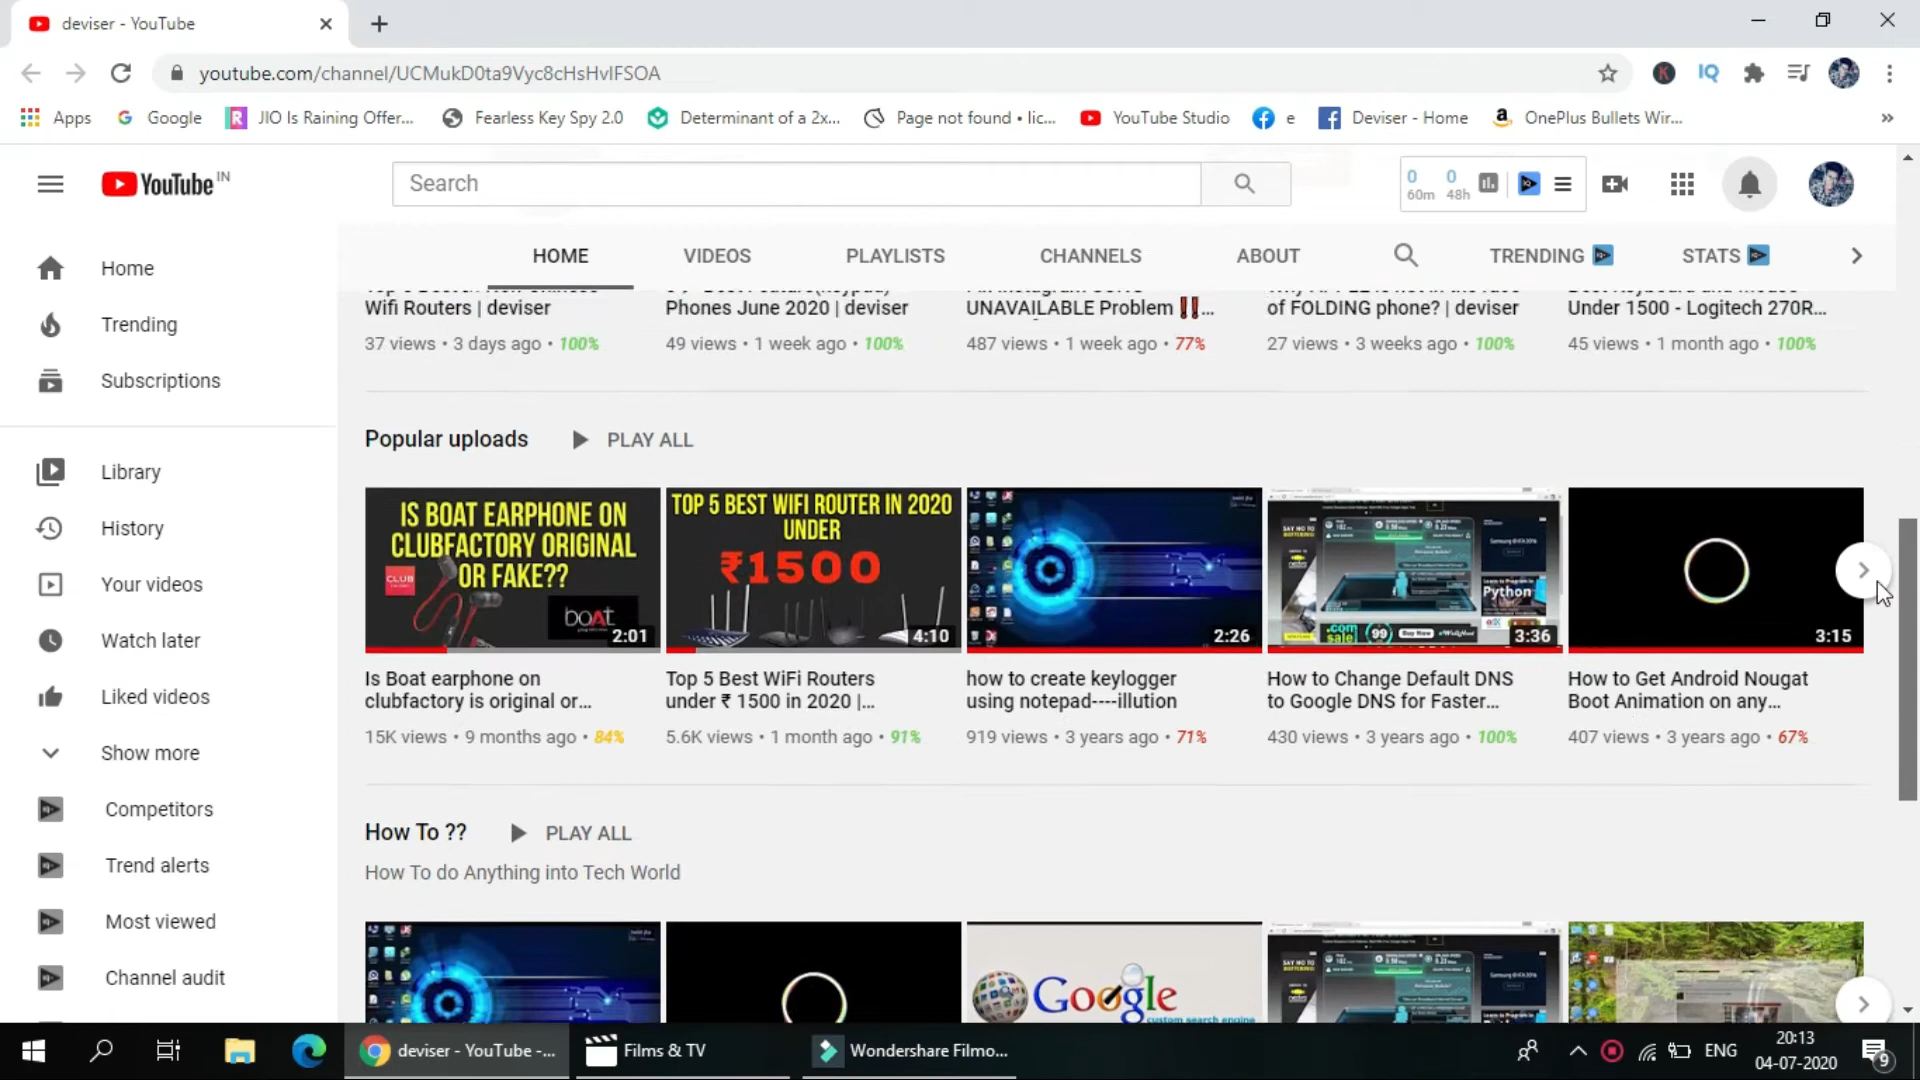 deviser - YouTube
youtube.com/channel/UCMukD0ta9Vyc8cHsHvIFSOA
Apps
Google
JIO Is Raining Offer...
Fearless Key Spy 2.0
Determinant of a 2x...
Page not found • lic...
YouTube Studio
e
Deviser - Home
OnePlus Bullets Wir...
YouTube IN
Search
0 60m
0 48h
HOME
VIDEOS
PLAYLISTS
CHANNELS
ABOUT
TRENDING
STATS
Home
Trending
Subscriptions
Library
History
Your videos
Watch later
Liked videos
Show more
Competitors
Trend alerts
Most viewed
Channel audit
Wifi Routers | deviser
37 views • 3 days ago • 100%
Phones June 2020 | deviser
49 views • 1 week ago • 100%
UNAVAILABLE Problem ‼️...
487 views • 1 week ago • 77%
of FOLDING phone? | deviser
27 views • 3 weeks ago • 100%
Under 1500 - Logitech 270R...
45 views • 1 month ago • 100%
Popular uploads
PLAY ALL
IS BOAT EARPHONE ON
CLUBFACTORY ORIGINAL
OR FAKE??
CLUB
boAt
2:01
Is Boat earphone on
clubfactory is original or...
15K views • 9 months ago • 84%
TOP 5 BEST WIFI ROUTER IN 2020
UNDER
₹1500
4:10
Top 5 Best WiFi Routers
under ₹ 1500 in 2020 |...
5.6K views • 1 month ago • 91%
2:26
how to create keylogger
using notepad----illution
919 views • 3 years ago • 71%
Python
.com
sale
99
Buy Now
3:36
How to Change Default DNS
to Google DNS for Faster...
430 views • 3 years ago • 100%
3:15
How to Get Android Nougat
Boot Animation on any...
407 views • 3 years ago • 67%
How To ??
PLAY ALL
How To do Anything into Tech World
Google
custom search engine
deviser - YouTube -...
Films & TV
Wondershare Filmo...
ENG
20:13
04-07-2020
9